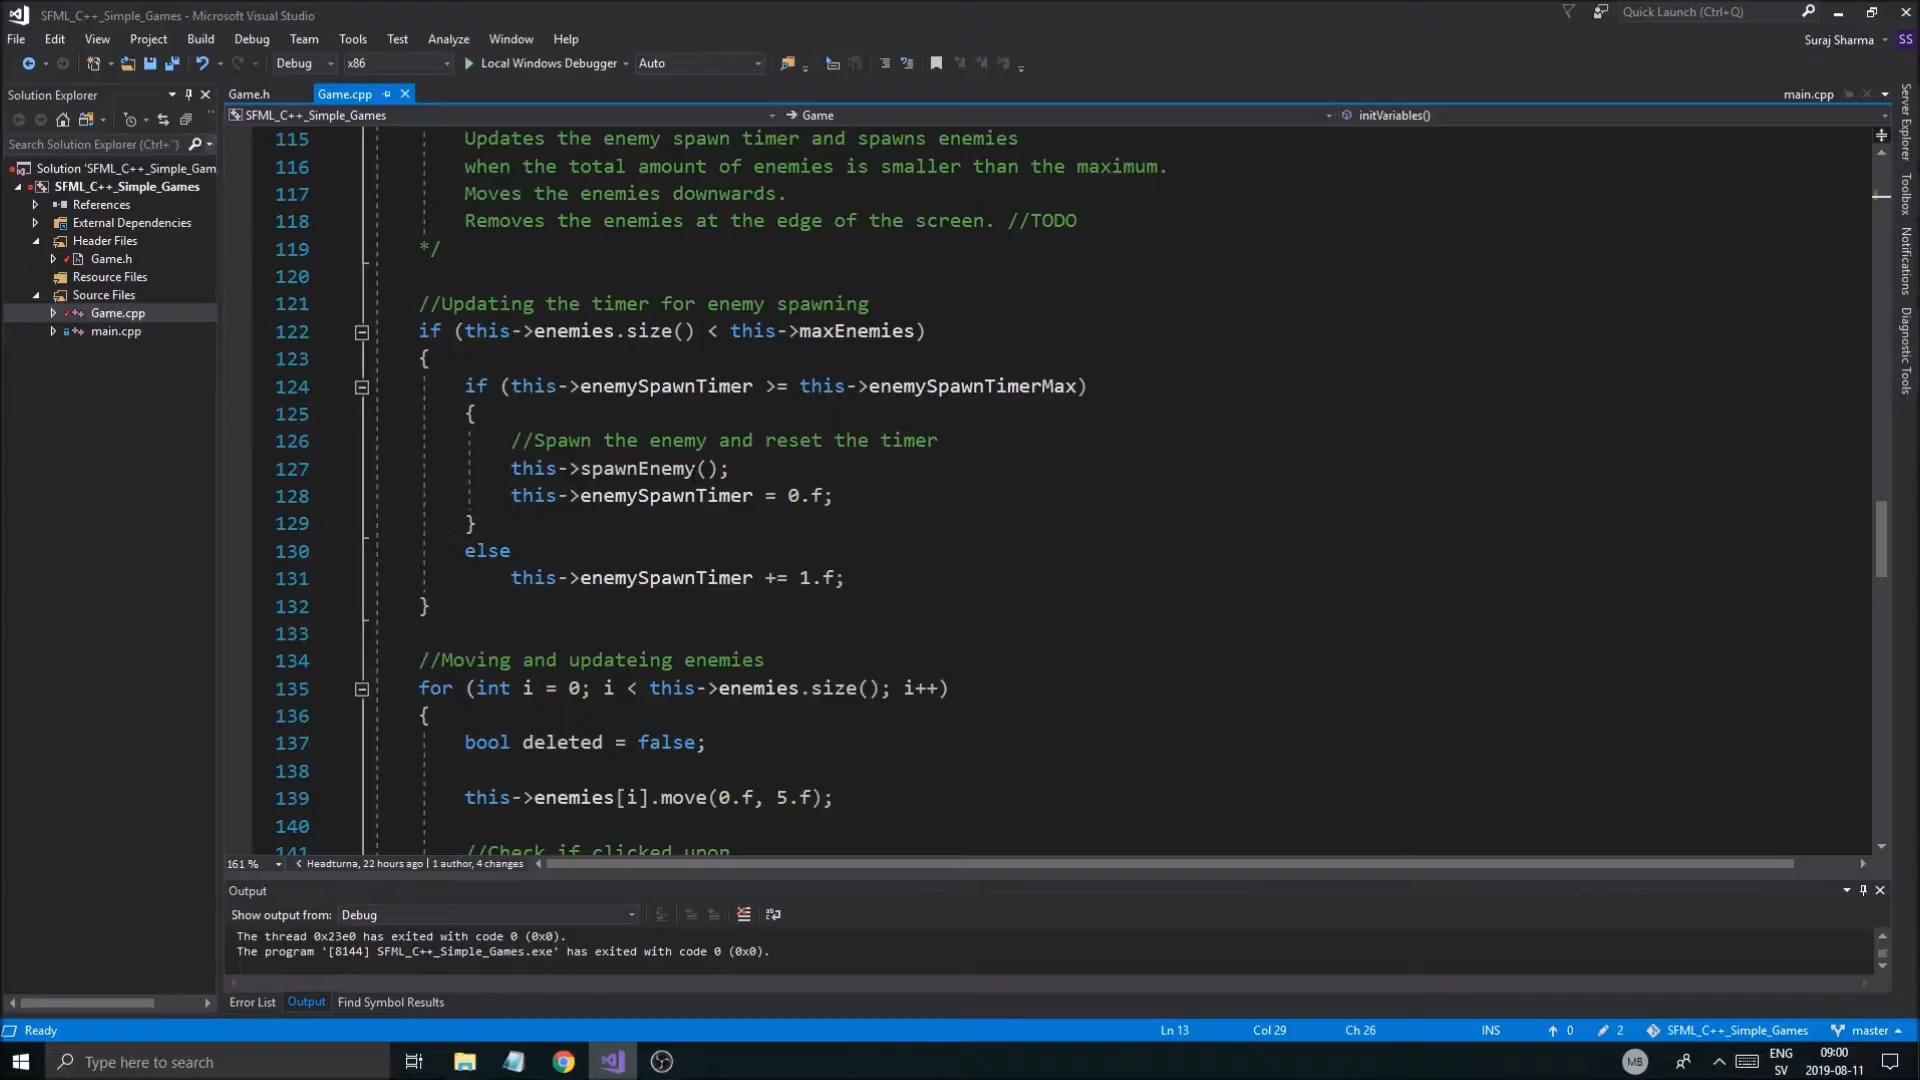 SFML_C++_Simple_Games - Microsoft Visual Studio
Quick Launch (Ctrl+Q)
File Edit View Project Build Debug Team Tools Test Analyze Window Help
Suraj Sharma SS
Debug x86 Local Windows Debugger Auto
Solution Explorer
Game.h Game.cpp main.cpp
SFML_C++_Simple_Games Game initVariables()
Search Solution Explorer (Ctrl+¨)
Solution 'SFML_C++_Simple_Gam
SFML_C++_Simple_Games
References
External Dependencies
Header Files
Game.h
Resource Files
Source Files
Game.cpp
main.cpp
115 Updates the enemy spawn timer and spawns enemies
116 when the total amount of enemies is smaller than the maximum.
117 Moves the enemies downwards.
118 Removes the enemies at the edge of the screen. //TODO
119 */
120
121 //Updating the timer for enemy spawning
122 if (this->enemies.size() < this->maxEnemies)
123 {
124 if (this->enemySpawnTimer >= this->enemySpawnTimerMax)
125 {
126 //Spawn the enemy and reset the timer
127 this->spawnEnemy();
128 this->enemySpawnTimer = 0.f;
129 }
130 else
131 this->enemySpawnTimer += 1.f;
132 }
133
134 //Moving and updateing enemies
135 for (int i = 0; i < this->enemies.size(); i++)
136 {
137 bool deleted = false;
138
139 this->enemies[i].move(0.f, 5.f);
140
141 //Check if clicked upon
Server Explorer
Toolbox
Notifications
Diagnostic Tools
161 % Headturna, 22 hours ago | 1 author, 4 changes
Output
Show output from: Debug
The thread 0x23e0 has exited with code 0 (0x0).
The program '[8144] SFML_C++_Simple_Games.exe' has exited with code 0 (0x0).
Error List Output Find Symbol Results
Ready Ln 13 Col 29 Ch 26 INS 0 2 SFML_C++_Simple_Games master
Type here to search
MB
ENG
SV
09:00
2019-08-11